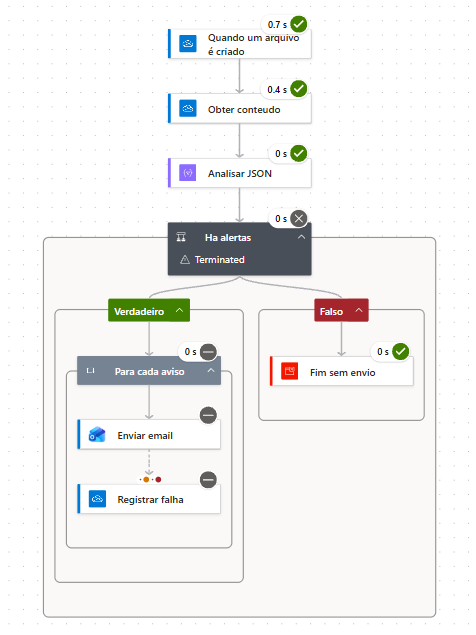 0.7 s
Quando um arquivo
é criado
0.4 s
Obter conteudo
0 s
Analisar JSON
0 s
Ha alertas
Terminated
Verdadeiro
Falso
0 s
Para cada aviso
0 s
Fim sem envio
Enviar email
Registrar falha